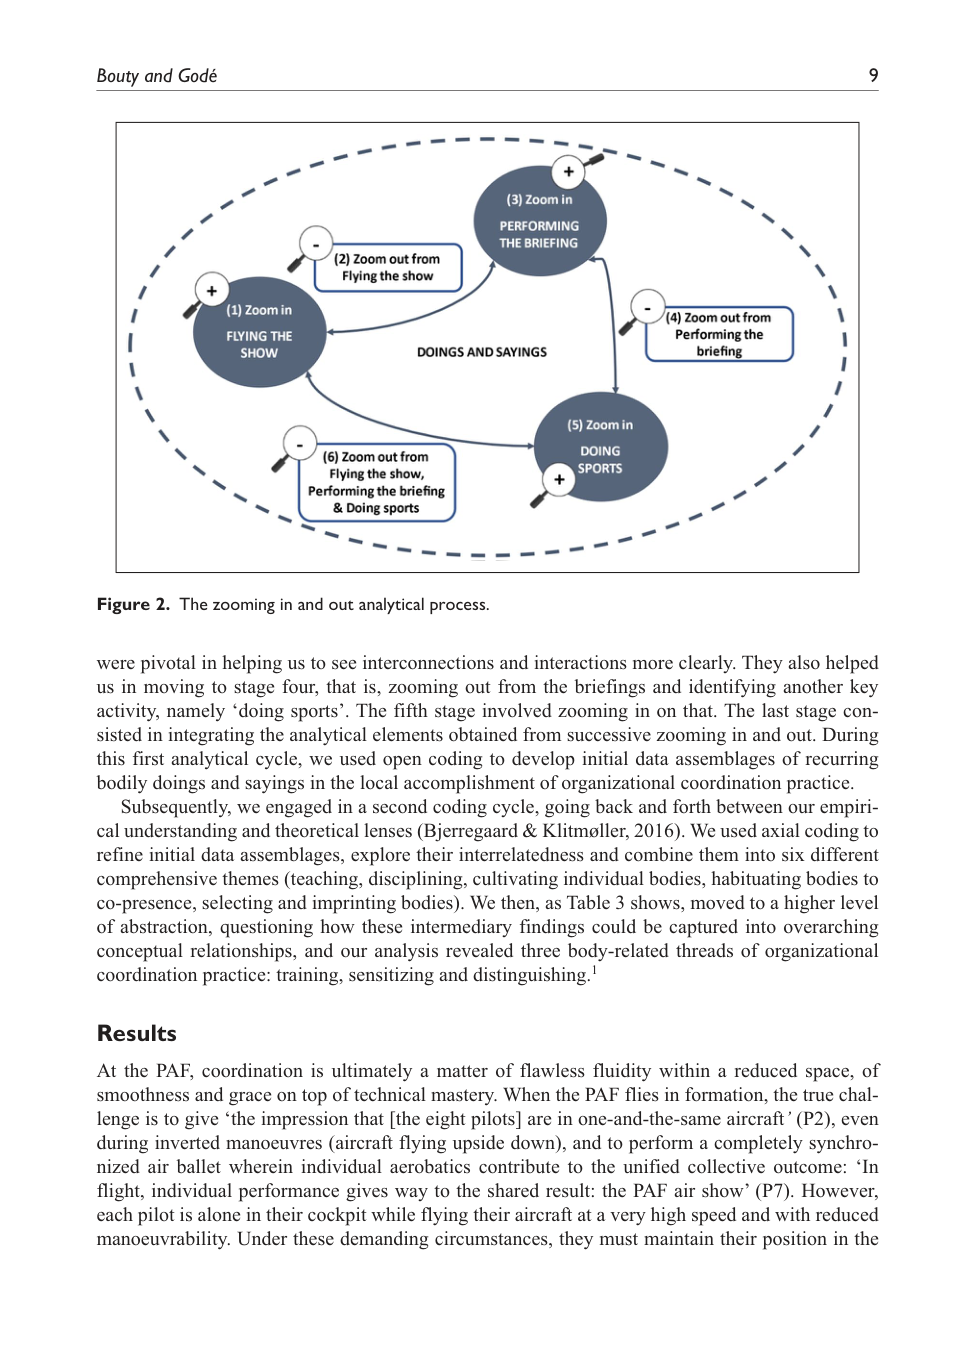 Bouty and Godé 9
(3) Zoom in
PERFORMING
THE BRIEFING
+
-
(2) Zoom out from
Flying the show
+
(1) Zoom in
FLYING THE
SHOW
-
(4) Zoom out from
Performing the
briefing
DOINGS AND SAYINGS
(5) Zoom in
DOING
SPORTS
+
-
(6) Zoom out from
Flying the show,
Performing the briefing
& Doing sports
Figure 2. The zooming in and out analytical process.
were pivotal in helping us to see interconnections and interactions more clearly. They also helped
us in moving to stage four, that is, zooming out from the briefings and identifying another key
activity, namely ‘doing sports’. The fifth stage involved zooming in on that. The last stage con-
sisted in integrating the analytical elements obtained from successive zooming in and out. During
this first analytical cycle, we used open coding to develop initial data assemblages of recurring
bodily doings and sayings in the local accomplishment of organizational coordination practice.
Subsequently, we engaged in a second coding cycle, going back and forth between our empiri-
cal understanding and theoretical lenses (Bjerregaard & Klitmøller, 2016). We used axial coding to
refine initial data assemblages, explore their interrelatedness and combine them into six different
comprehensive themes (teaching, disciplining, cultivating individual bodies, habituating bodies to
co-presence, selecting and imprinting bodies). We then, as Table 3 shows, moved to a higher level
of abstraction, questioning how these intermediary findings could be captured into overarching
conceptual relationships, and our analysis revealed three body-related threads of organizational
coordination practice: training, sensitizing and distinguishing.1
Results
At the PAF, coordination is ultimately a matter of flawless fluidity within a reduced space, of
smoothness and grace on top of technical mastery. When the PAF flies in formation, the true chal-
lenge is to give ‘the impression that [the eight pilots] are in one-and-the-same aircraft’ (P2), even
during inverted manoeuvres (aircraft flying upside down), and to perform a completely synchro-
nized air ballet wherein individual aerobatics contribute to the unified collective outcome: ‘In
flight, individual performance gives way to the shared result: the PAF air show’ (P7). However,
each pilot is alone in their cockpit while flying their aircraft at a very high speed and with reduced
manoeuvrability. Under these demanding circumstances, they must maintain their position in the